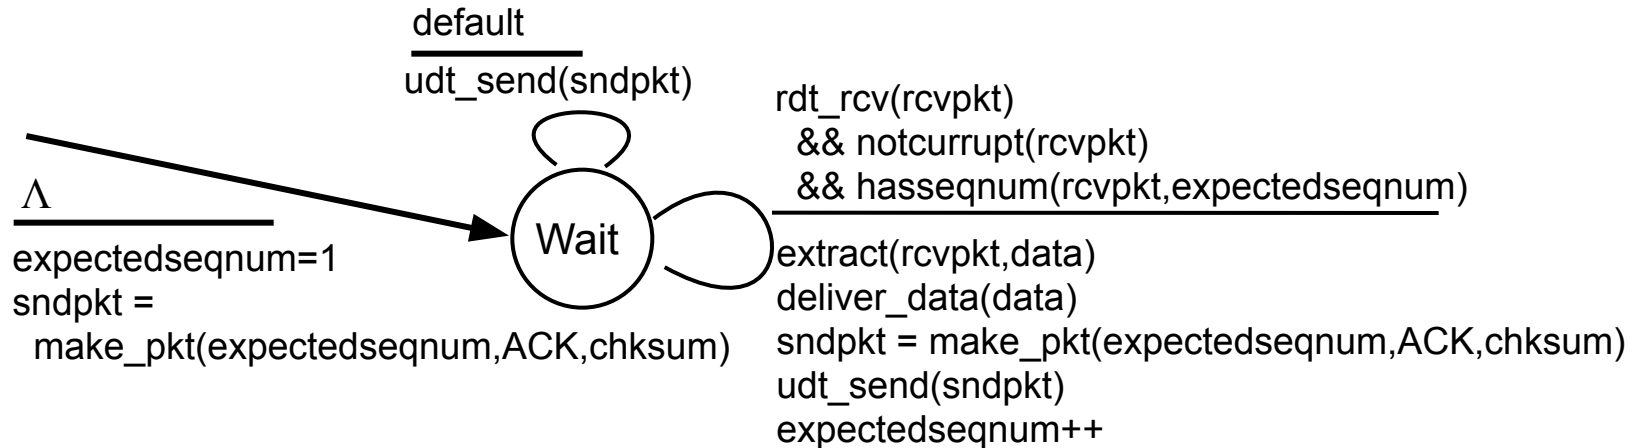 default
udt_send(sndpkt)
rdt_rcv(rcvpkt)
&& notcurrupt(rcvpkt)
&& hasseqnum(rcvpkt,expectedseqnum)
Λ
expectedseqnum=1
sndpkt =
make_pkt(expectedseqnum,ACK,chksum)
Wait
extract(rcvpkt,data)
deliver_data(data)
sndpkt = make_pkt(expectedseqnum,ACK,chksum)
udt_send(sndpkt)
expectedseqnum++